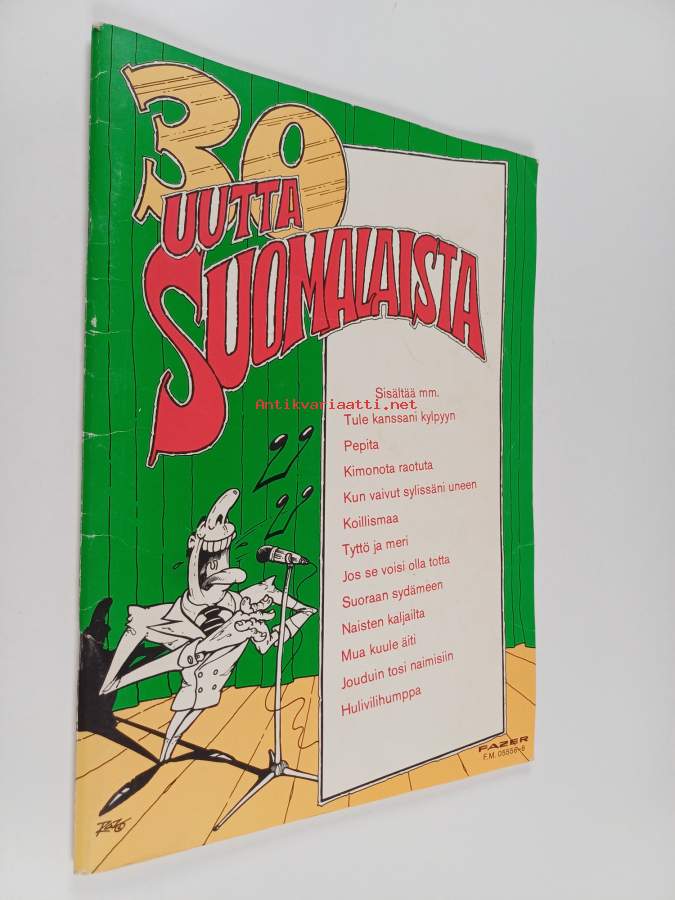 30
UUTTA
SUOMALAISTA
Sisältää mm.
Antikvariaatti.net
Tule kanssani kylpyyn
Pepita
Kimonota raotuta
Kun vaivut sylissäni uneen
Koillismaa
Tyttö ja meri
Jos se voisi olla totta
Suoraan sydämeen
Naisten kaljailta
Mua kuule äiti
Jouduin tosi naimisiin
Hulivilihumppa
FAZER